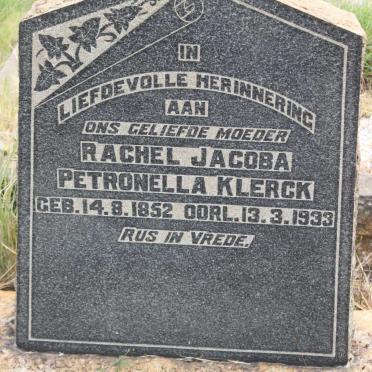 IN
LIEFDEVOLLE HERINNERING
AAN
ONS GELIEFDE MOEDER
RACHEL JACOBA
PETRONELLA KLERCK
GEB. 14. 8. 1852 OORL. 13. 3. 1933
RUS IN VREDE.